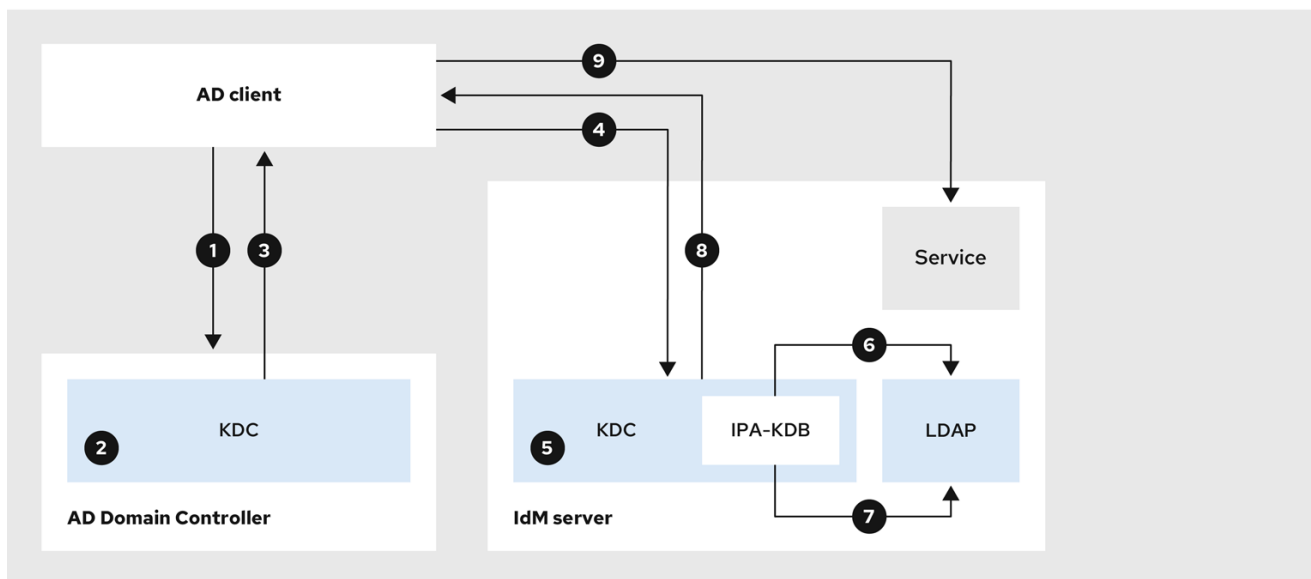 9
AD client
4
1
3
8
Service
6
KDC
2
KDC
5
IPA-KDB
LDAP
AD Domain Controller
IdM server
7